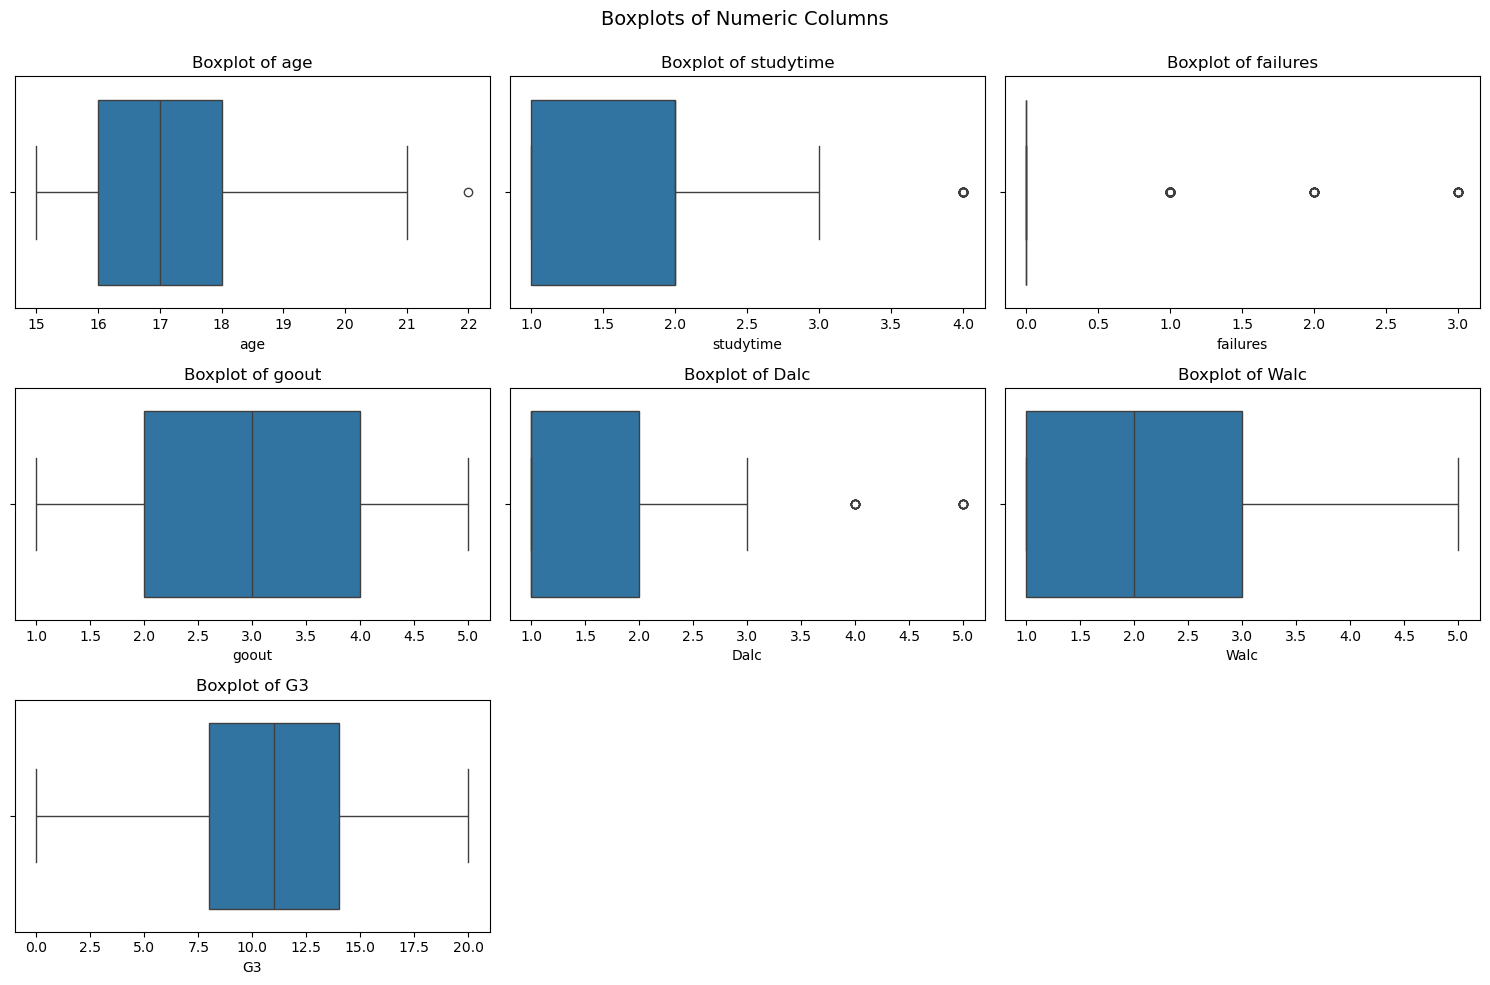 Boxplots of Numeric Columns
Boxplot of age
15 16 17 18 19 20 21 22
age
Boxplot of studytime
1.0 1.5 2.0 2.5 3.0 3.5 4.0
studytime
Boxplot of failures
0.0 0.5 1.0 1.5 2.0 2.5 3.0
failures
Boxplot of goout
1.0 1.5 2.0 2.5 3.0 3.5 4.0 4.5 5.0
goout
Boxplot of Dalc
1.0 1.5 2.0 2.5 3.0 3.5 4.0 4.5 5.0
Dalc
Boxplot of Walc
1.0 1.5 2.0 2.5 3.0 3.5 4.0 4.5 5.0
Walc
Boxplot of G3
0.0 2.5 5.0 7.5 10.0 12.5 15.0 17.5 20.0
G3